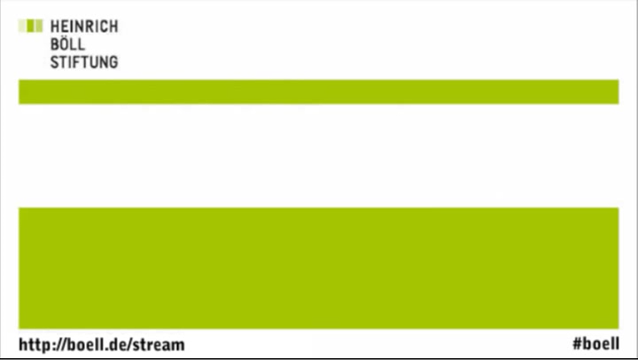 HEINRICH
BÖLL
STIFTUNG
http://boell.de/stream
#boell